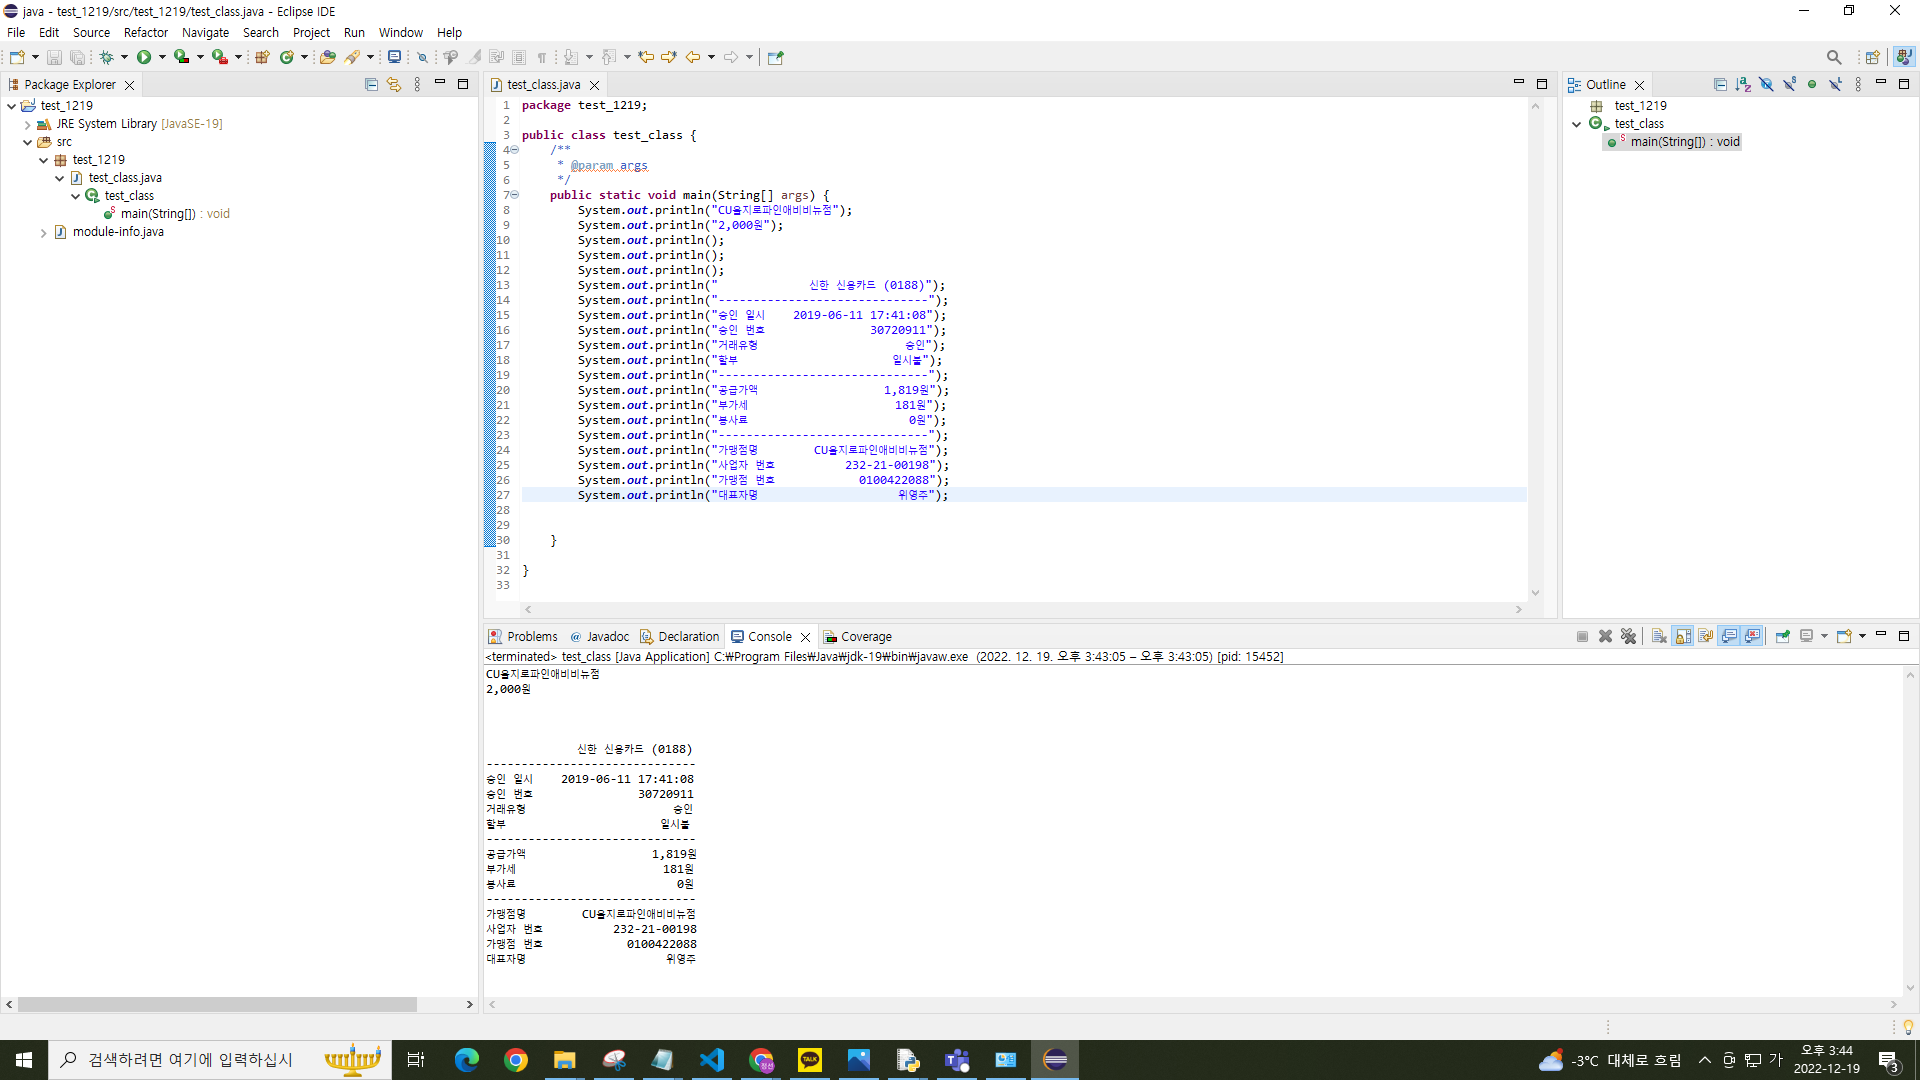 java - test_1219/src/test_1219/test_class.java - Eclipse IDE
File Edit Source Refactor Navigate Search Project Run Window Help
Package Explorer
test_1219
JRE System Library [JavaSE-19]
src
test_1219
test_class.java
test_class
main(String[]) : void
module-info.java
test_class.java
1 package test_1219;
2
3 public class test_class {
4 /**
5 * @param args
6 */
7 public static void main(String[] args) {
8 System.out.println("CU을지로파인애비뉴점");
9 System.out.println("2,000원");
10 System.out.println();
11 System.out.println();
12 System.out.println();
13 System.out.println("             신한 신용카드 (0188)");
14 System.out.println("------------------------------");
15 System.out.println("승인 일시    2019-06-11 17:41:08");
16 System.out.println("승인 번호               30720911");
17 System.out.println("거래유형                     승인");
18 System.out.println("할부                      일시불");
19 System.out.println("------------------------------");
20 System.out.println("공급가액                  1,819원");
21 System.out.println("부가세                     181원");
22 System.out.println("봉사료                       0원");
23 System.out.println("------------------------------");
24 System.out.println("가맹점명        CU을지로파인애비뉴점");
25 System.out.println("사업자 번호          232-21-00198");
26 System.out.println("가맹점 번호            0100422088");
27 System.out.println("대표자명                    위영주");
28
29
30 }
31
32 }
33
Outline
test_1219
test_class
main(String[]) : void
Problems Javadoc Declaration Console Coverage
<terminated> test_class [Java Application] C:₩Program Files₩Java₩jdk-19₩bin₩javaw.exe (2022. 12. 19. 오후 3:43:05 – 오후 3:43:05) [pid: 15452]
CU을지로파인애비뉴점
2,000원
신한 신용카드 (0188)
------------------------------
승인 일시    2019-06-11 17:41:08
승인 번호               30720911
거래유형                     승인
할부                      일시불
------------------------------
공급가액                  1,819원
부가세                     181원
봉사료                       0원
------------------------------
가맹점명        CU을지로파인애비뉴점
사업자 번호          232-21-00198
가맹점 번호            0100422088
대표자명                    위영주
검색하려면 여기에 입력하십시
TALK
정선
-3°C 대체로 흐림
가
오후 3:44
2022-12-19
3